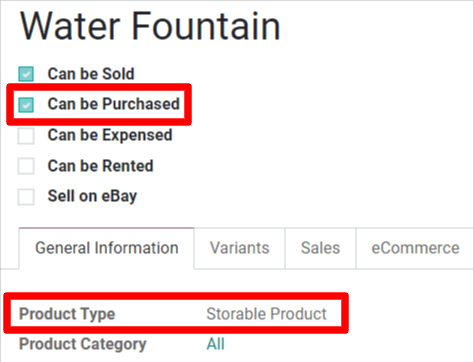 Water Fountain
Can be Sold
Can be Purchased
Can be Expensed
Can be Rented
Sell on eBay
General Information Variants Sales eCommerce
Product Type Storable Product
Product Category All